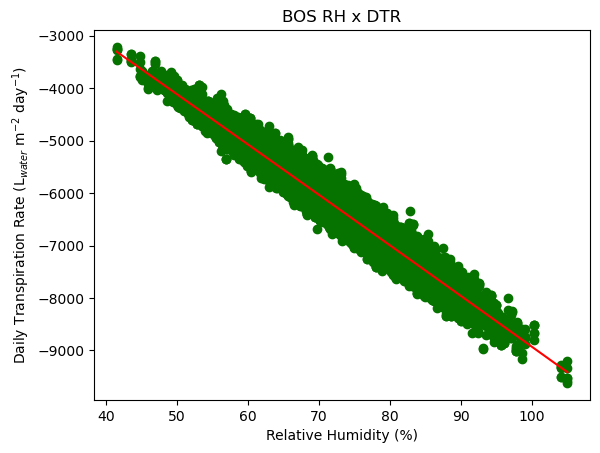 BOS RH x DTR
Daily Transpiration Rate (L_water m⁻² day⁻¹)
−3000
−4000
−5000
−6000
−7000
−8000
−9000
40 50 60 70 80 90 100
Relative Humidity (%)